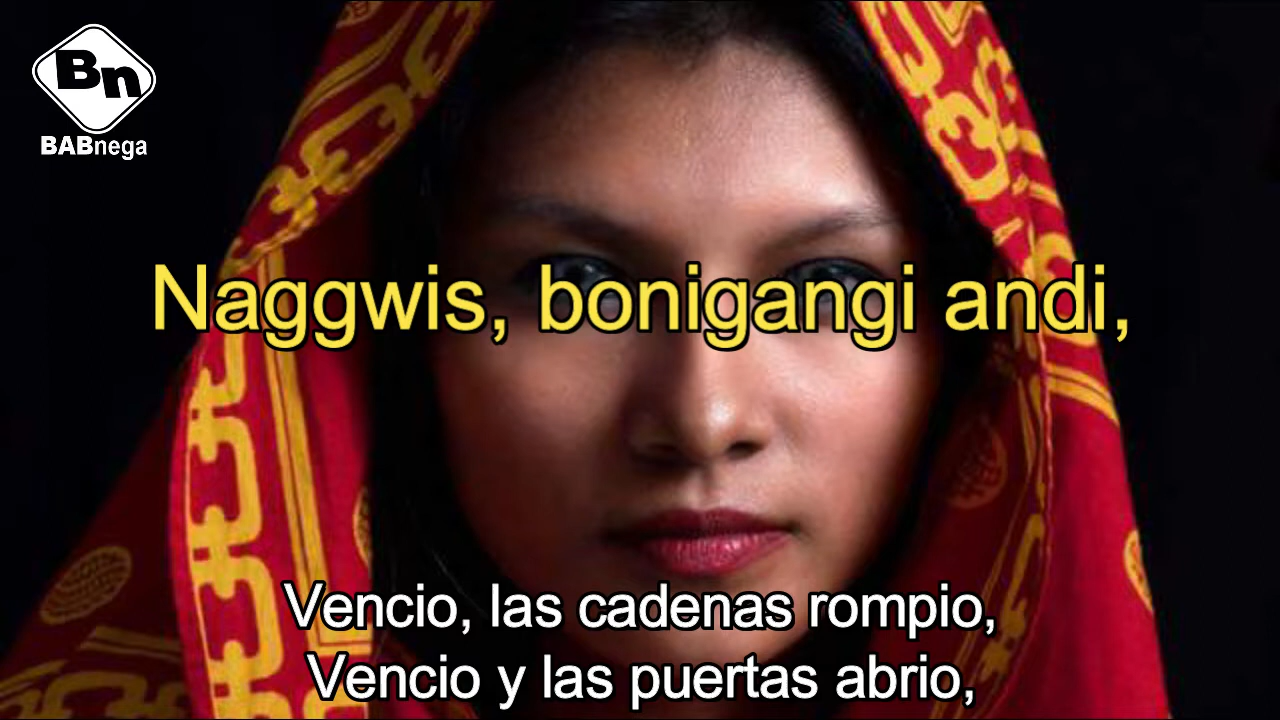 Bn
BABnega
Naggwis, bonigangi andi,
Vencio, las cadenas rompio,
Vencio y las puertas abrio,